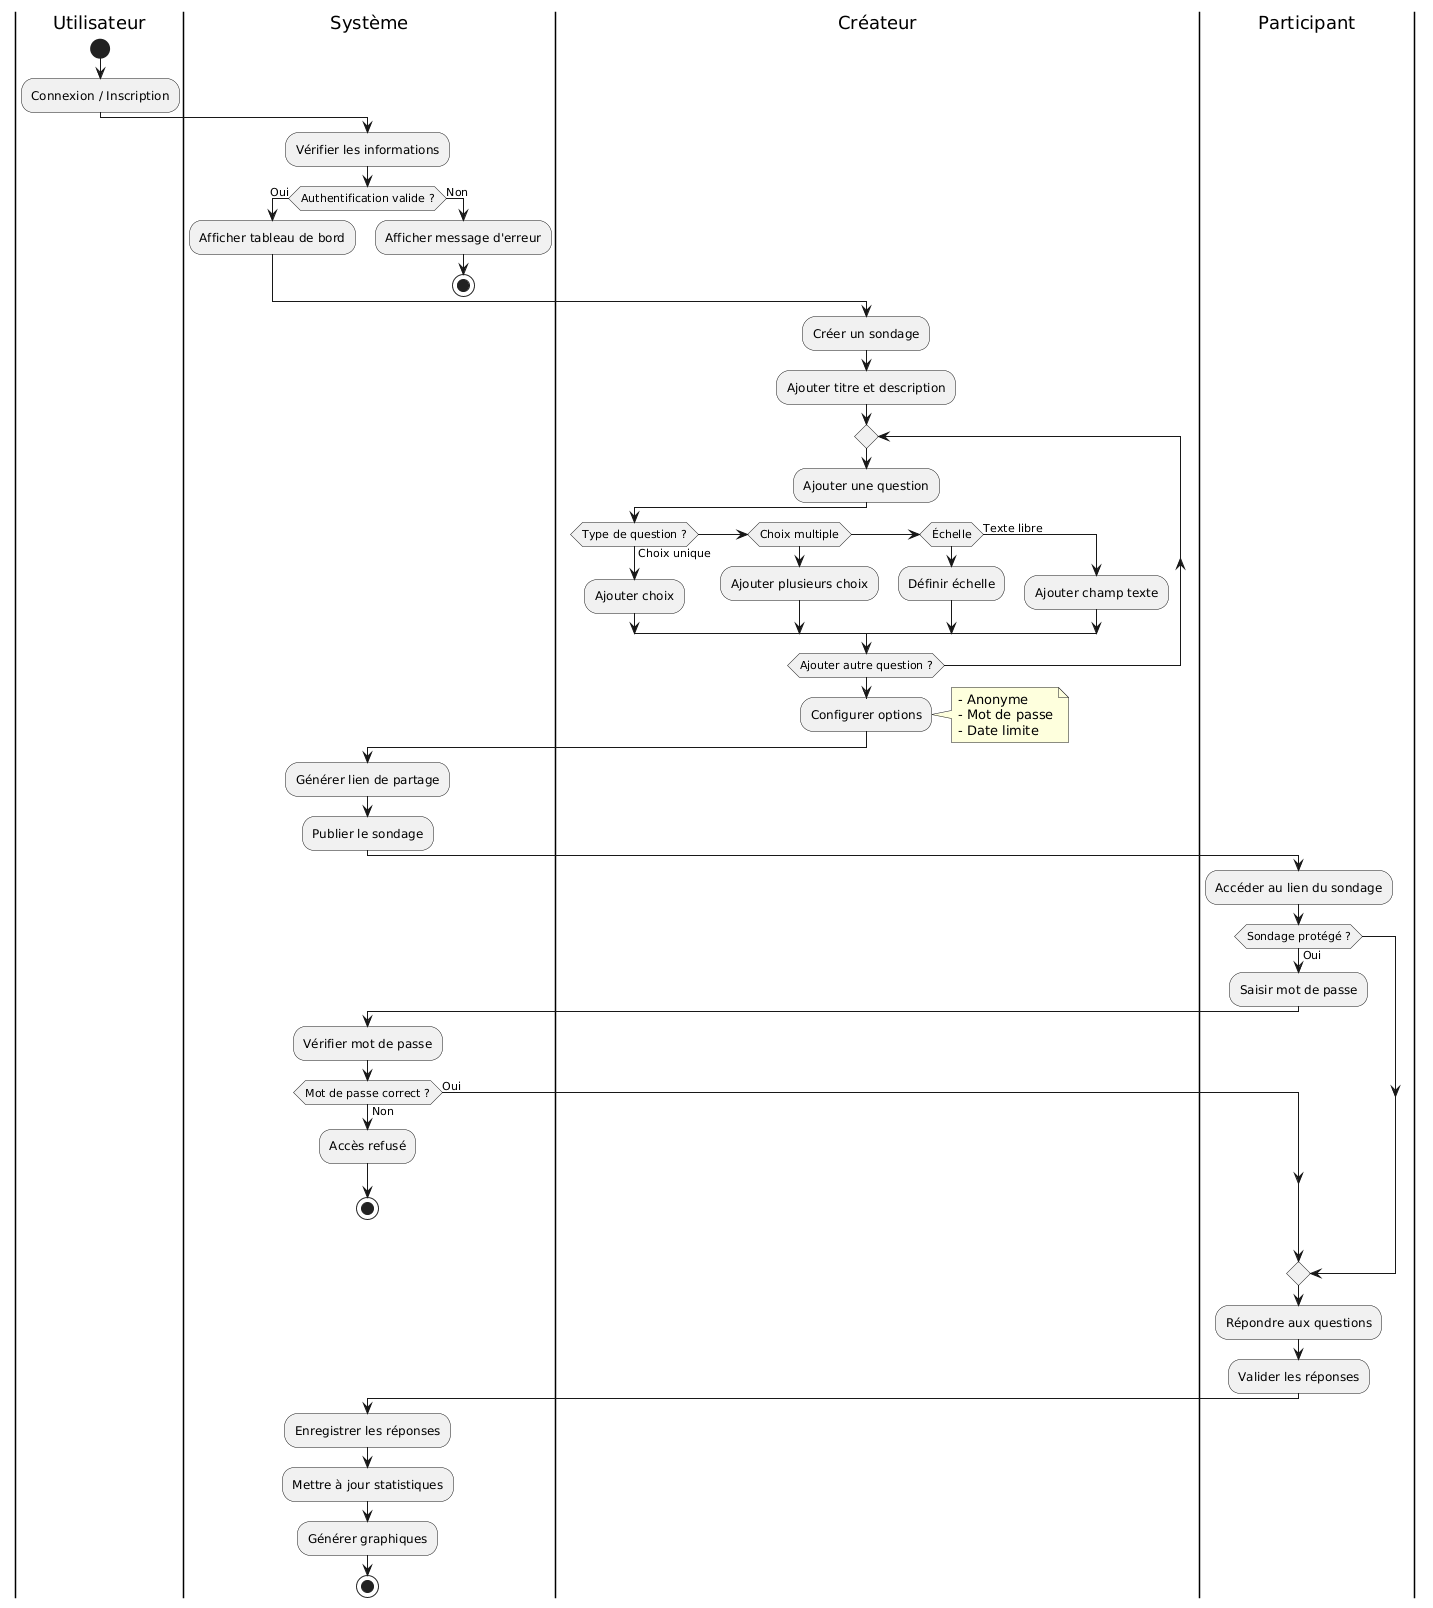 Utilisateur
Système
Créateur
Participant
Connexion / Inscription
Vérifier les informations
Authentification valide ?
Oui
Non
Afficher tableau de bord
Afficher message d'erreur
Créer un sondage
Ajouter titre et description
Ajouter une question
Type de question ?
Choix multiple
Échelle
Texte libre
Choix unique
Ajouter choix
Ajouter plusieurs choix
Définir échelle
Ajouter champ texte
Ajouter autre question ?
Configurer options
- Anonyme
- Mot de passe
- Date limite
Générer lien de partage
Publier le sondage
Accéder au lien du sondage
Sondage protégé ?
Oui
Saisir mot de passe
Vérifier mot de passe
Mot de passe correct ?
Oui
Non
Accès refusé
Répondre aux questions
Valider les réponses
Enregistrer les réponses
Mettre à jour statistiques
Générer graphiques